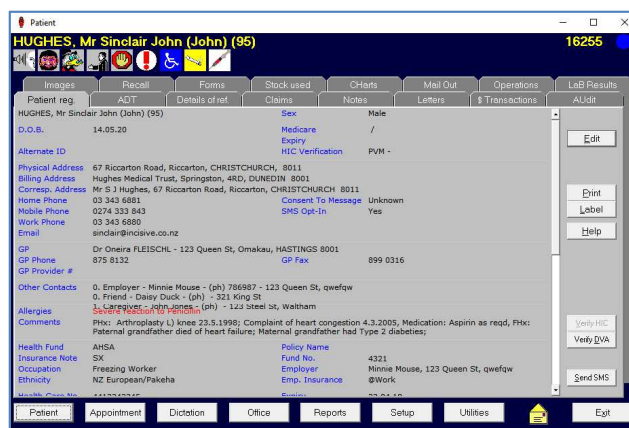 Patient
HUGHES, Mr Sinclair John (John) (95) 16255
Images Recall Forms Stock used CHarts Mail Out Operations LaB Results
Patient reg. ADT Details of ref. Claims Notes Letters $ Transactions AUdit
HUGHES, Mr Sinclair John (John) (95) Sex Male
D.O.B. 14.05.20 Medicare /
Expiry
Alternate ID HIC Verification PVM -
Edit
Physical Address 67 Riccarton Road, Riccarton, CHRISTCHURCH, 8011
Billing Address Hughes Medical Trust, Springston, 4RD, DUNEDIN 8001
Corresp. Address Mr S J Hughes, 67 Riccarton Road, Riccarton, CHRISTCHURCH 8011
Home Phone 03 343 6881 Consent To Message Unknown
Mobile Phone 0274 333 843 SMS Opt-In Yes
Work Phone 03 343 6880
Email sinclair@incisive.co.nz
Print
Label
Help
GP Dr Oneira FLEISCHL - 123 Queen St, Omakau, HASTINGS 8001
GP Phone 875 8132 GP Fax 899 0316
GP Provider #
Other Contacts 0. Employer - Minnie Mouse - (ph) 786987 - 123 Queen St, qwefqw
0. Friend - Daisy Duck - (ph) - 321 King St
1. Caregiver - John Jones - (ph) - 123 Steel St, Waltham
Allergies Severe reaction to Penicillin
Comments PHx: Arthroplasty L) knee 23.5.1998; Complaint of heart congestion 4.3.2005, Medication: Aspirin as reqd, FHx:
Paternal grandfather died of heart failure; Maternal grandfather had Type 2 diabetes;
Verify HIC
Verify DVA
Health Fund AHSA Policy Name
Insurance Note SX Fund No. 4321
Occupation Freezing Worker Employer Minnie Mouse, 123 Queen St, qwefqw
Ethnicity NZ European/Pakeha Emp. Insurance @Work
Send SMS
Health Care No Expiry
Patient Appointment Dictation Office Reports Setup Utilities Exit